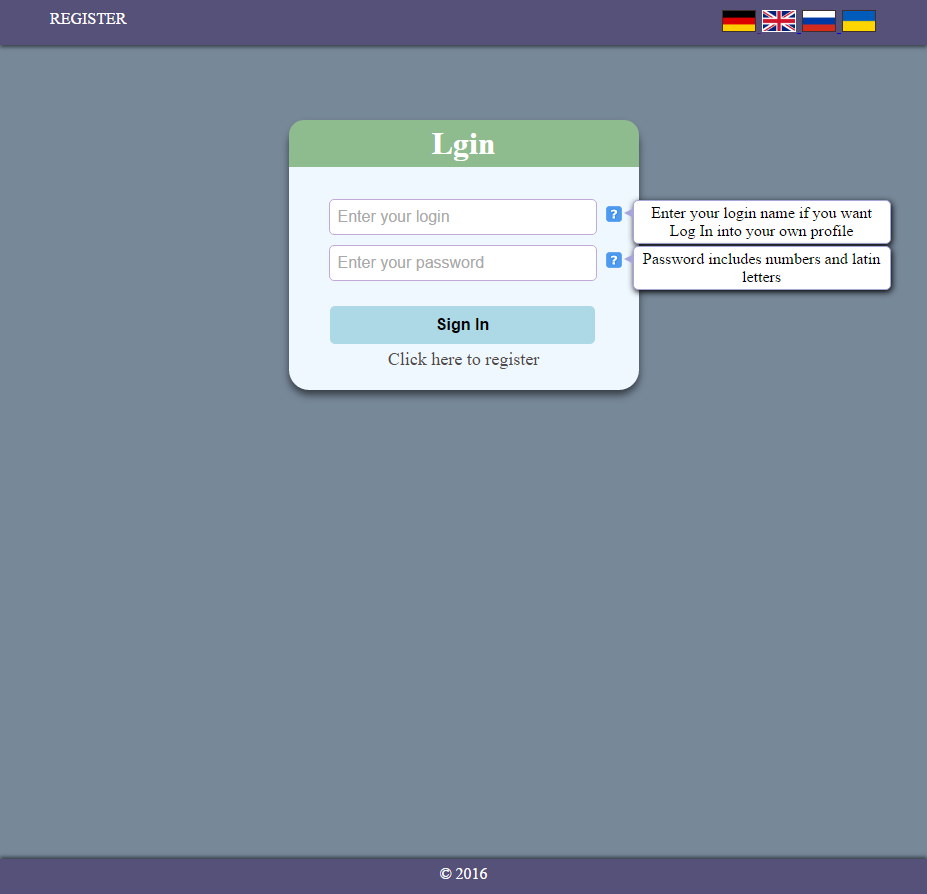 REGISTER
Lgin
Enter your login
?
Enter your login name if you want
Log In into your own profile
Enter your password
?
Password includes numbers and latin
letters
Sign In
Click here to register
© 2016